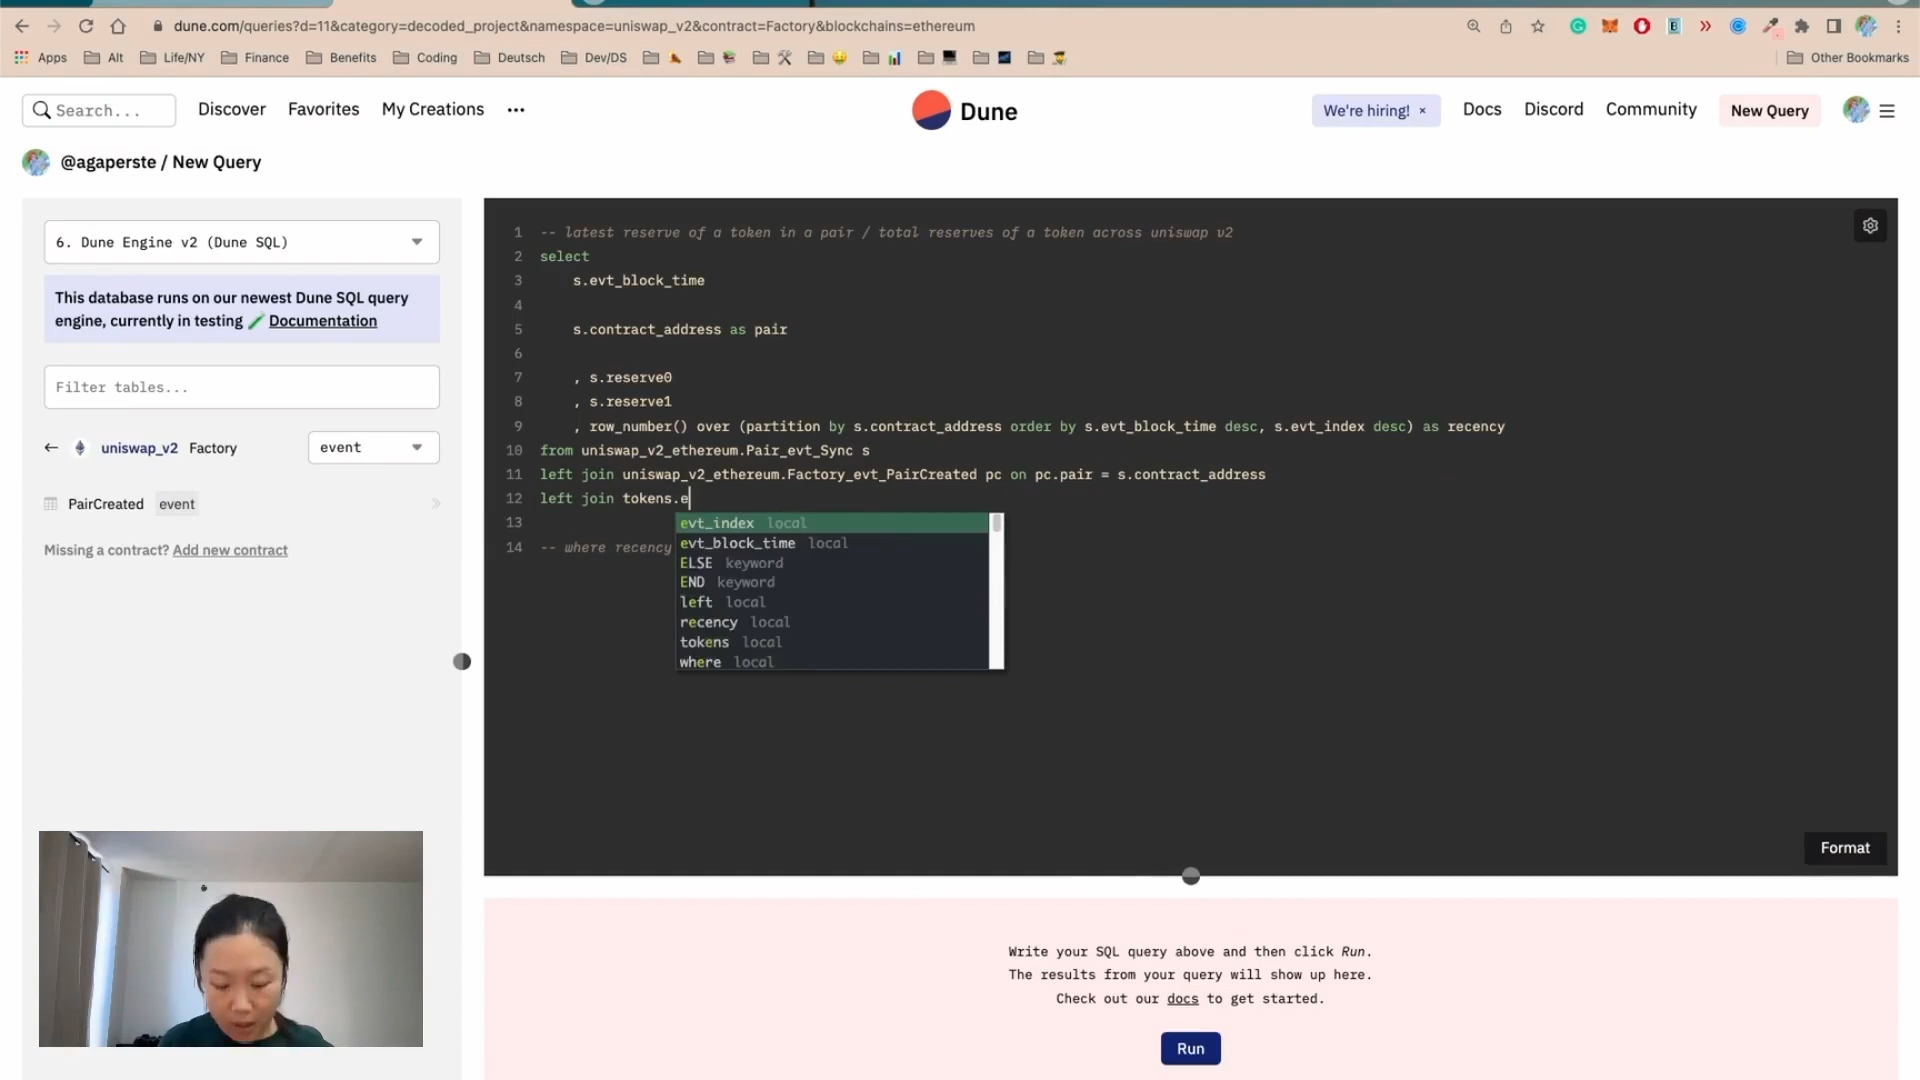 dune.com/queries?d=11&category=decoded_project&namespace=uniswap_v2&contract=Factory&blockchains=ethereum
Apps Alt Life/NY Finance Benefits Coding Deutsch Dev/DS Other Bookmarks
Search... Discover Favorites My Creations ••• Dune We're hiring! × Docs Discord Community New Query
@agaperste / New Query
6. Dune Engine v2 (Dune SQL)
This database runs on our newest Dune SQL query
engine, currently in testing Documentation
Filter tables...
← uniswap_v2 Factory event
PairCreated event
Missing a contract? Add new contract
1 -- latest reserve of a token in a pair / total reserves of a token across uniswap v2
2 select
3 s.evt_block_time
4
5 s.contract_address as pair
6
7 , s.reserve0
8 , s.reserve1
9 , row_number() over (partition by s.contract_address order by s.evt_block_time desc, s.evt_index desc) as recency
10 from uniswap_v2_ethereum.Pair_evt_Sync s
11 left join uniswap_v2_ethereum.Factory_evt_PairCreated pc on pc.pair = s.contract_address
12 left join tokens.e
13
14 -- where recency
evt_index local
evt_block_time local
ELSE keyword
END keyword
left local
recency local
tokens local
where local
Format
Write your SQL query above and then click Run.
The results from your query will show up here.
Check out our docs to get started.
Run